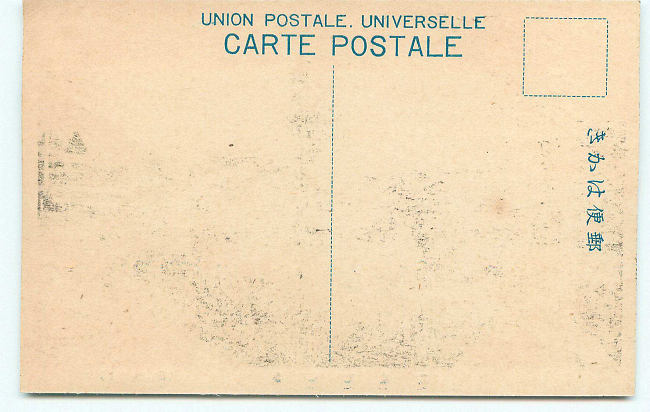 UNION POSTALE. UNIVERSELLE
CARTE POSTALE
郵便はかき